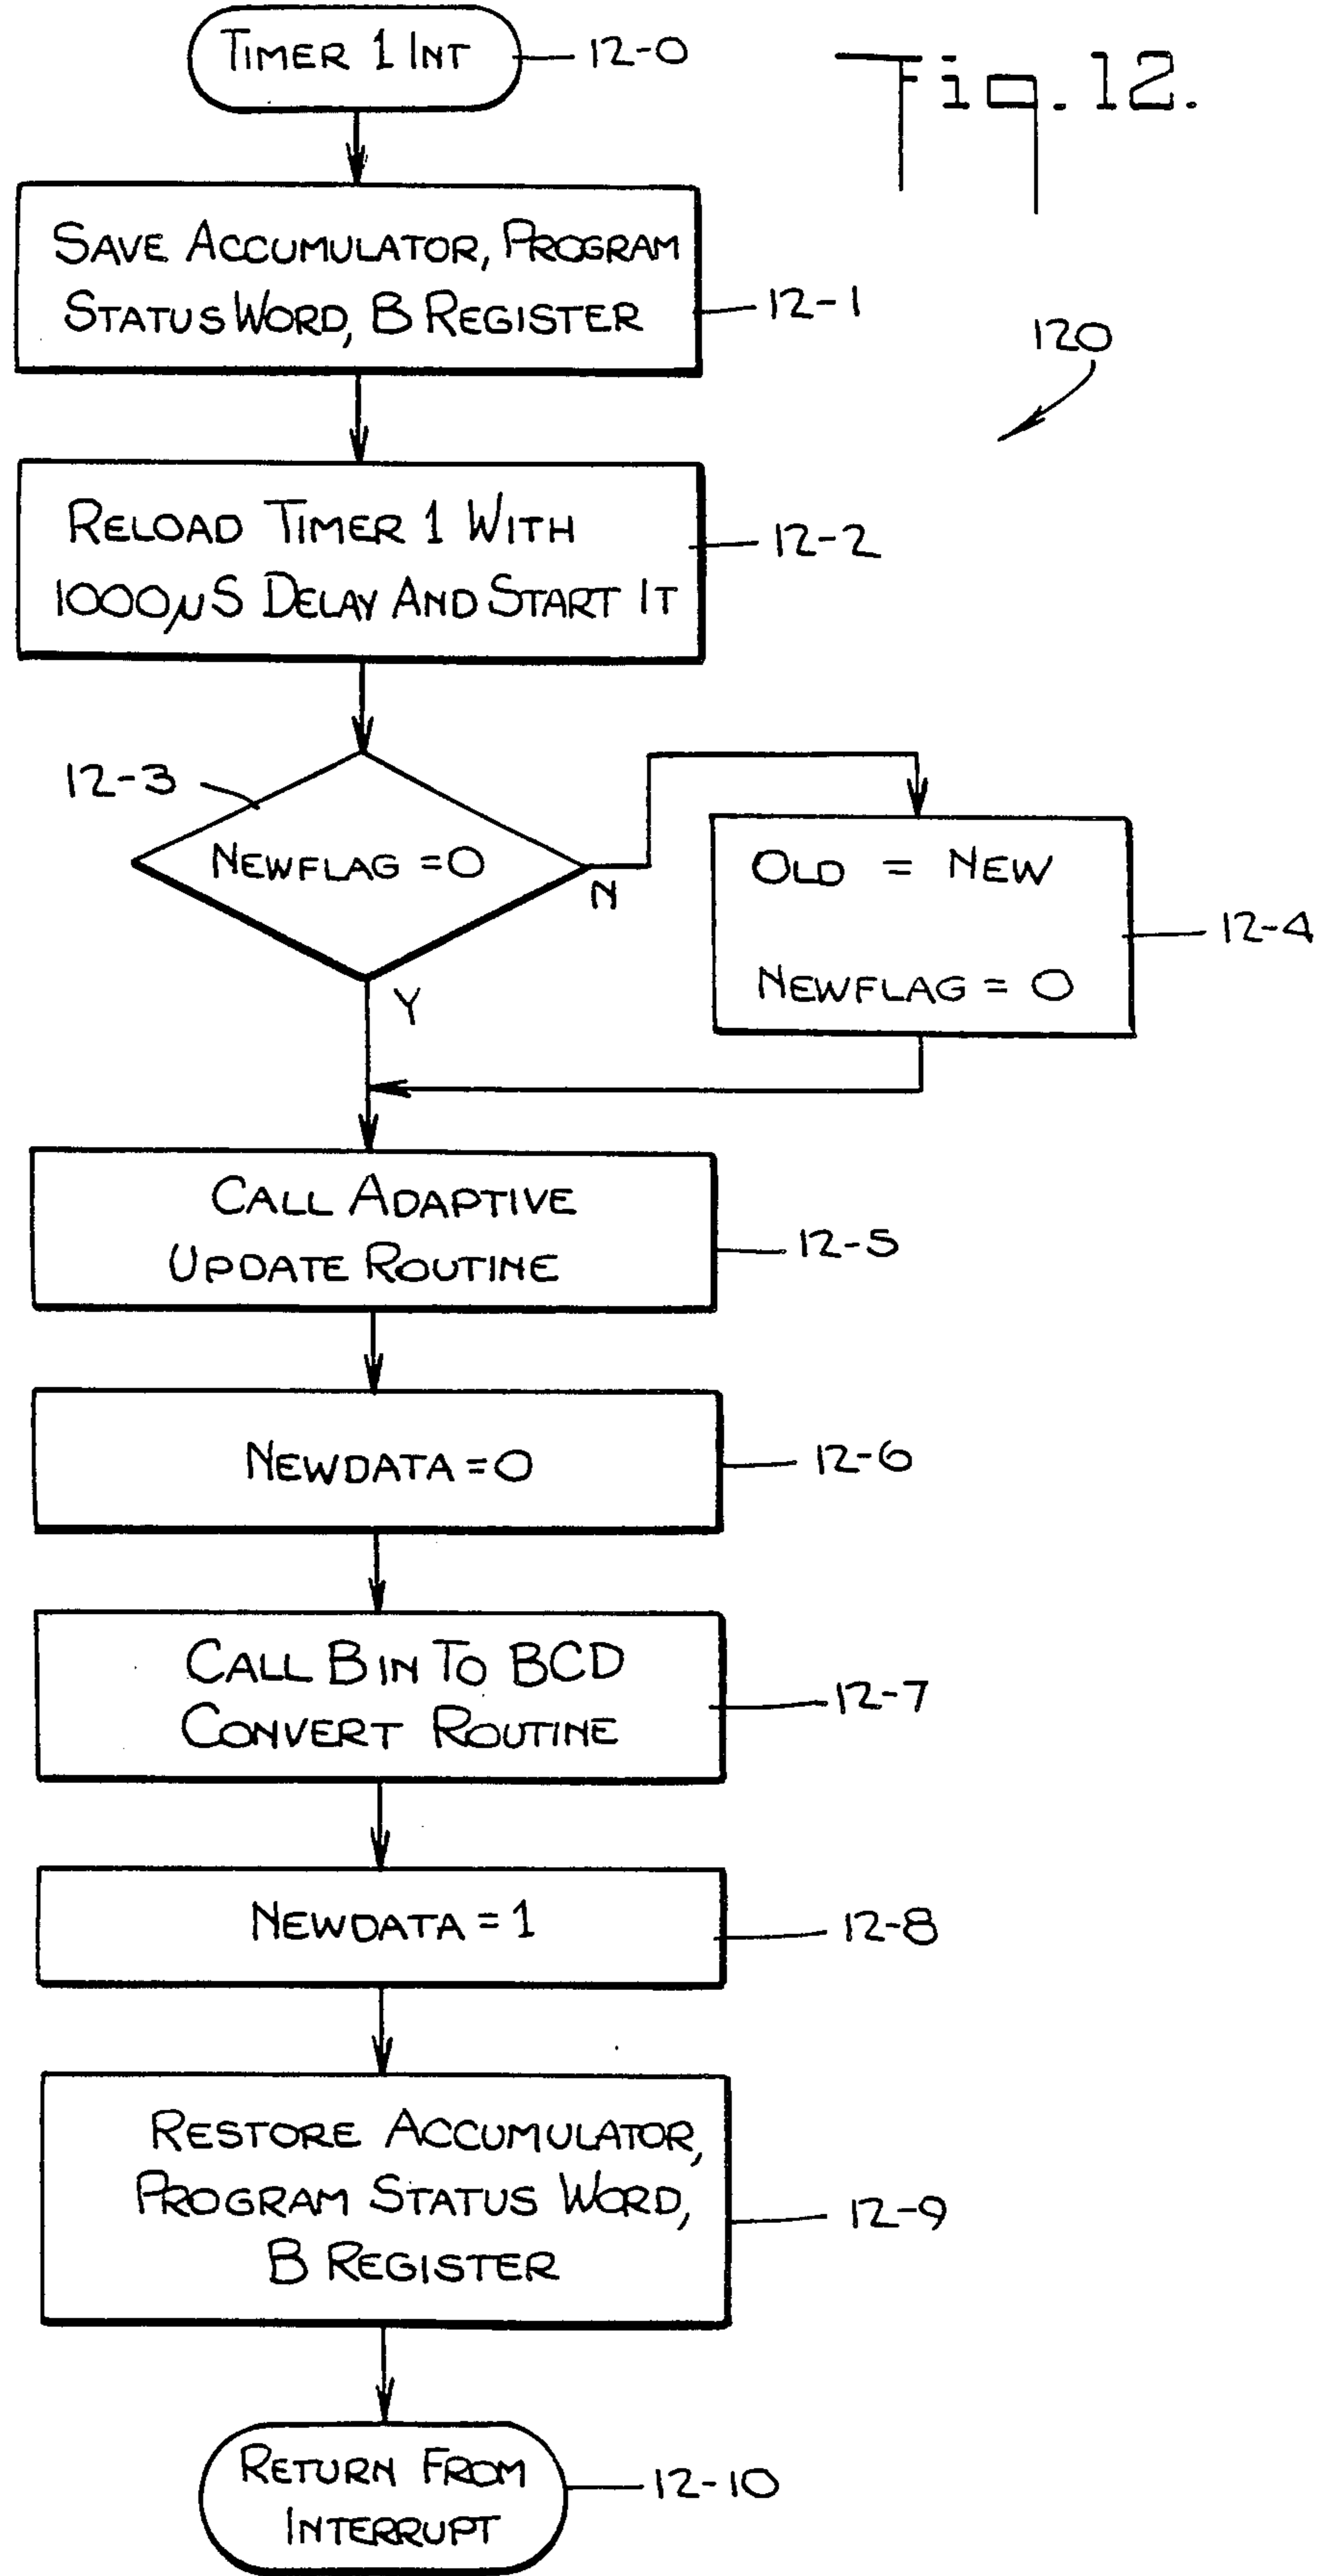 TIMER 1 INT
12-0
Fig. 12.
SAVE ACCUMULATOR, PROGRAM
STATUS WORD, B REGISTER
12-1
120
RELOAD TIMER 1 WITH
1000µS DELAY AND START IT
12-2
12-3
NEWFLAG = 0
N
Y
OLD = NEW
NEWFLAG = 0
12-4
CALL ADAPTIVE
UPDATE ROUTINE
12-5
NEWDATA = 0
12-6
CALL BIN TO BCD
CONVERT ROUTINE
12-7
NEWDATA = 1
12-8
RESTORE ACCUMULATOR,
PROGRAM STATUS WORD,
B REGISTER
12-9
RETURN FROM
INTERRUPT
12-10